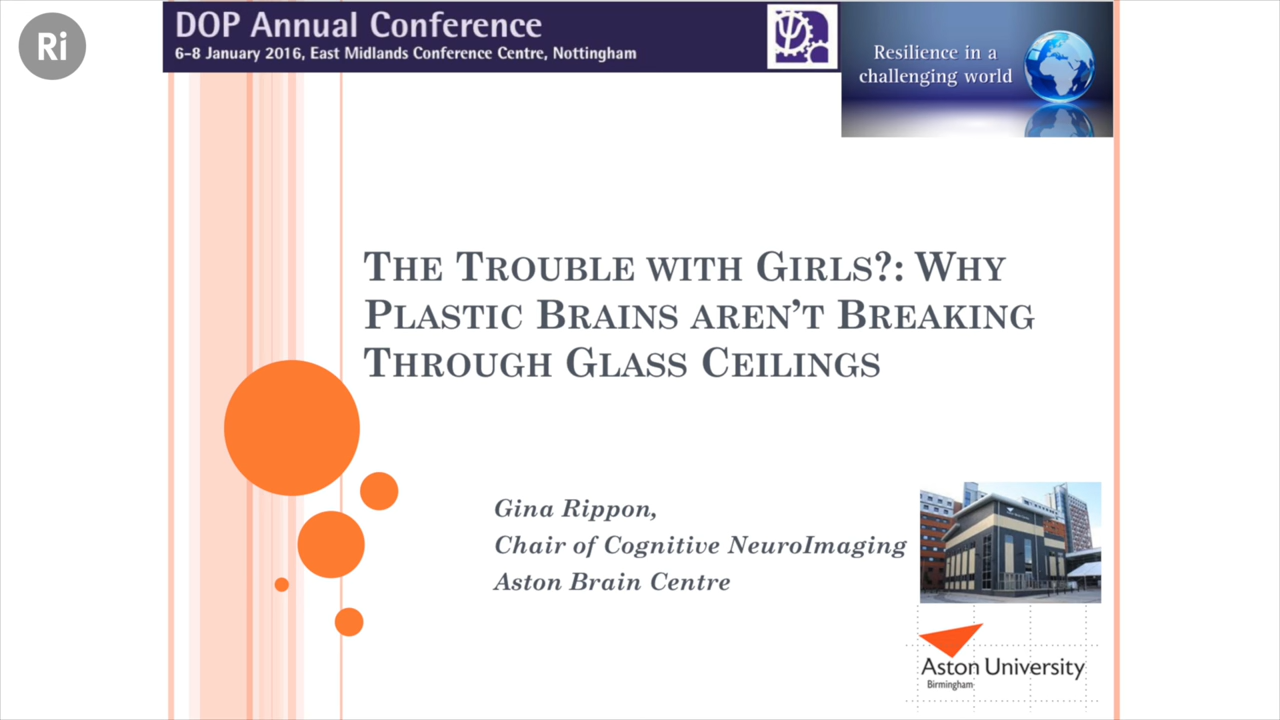 Ri
DOP Annual Conference
6-8 January 2016, East Midlands Conference Centre, Nottingham
Resilience in a
challenging world
THE TROUBLE WITH GIRLS?: WHY
PLASTIC BRAINS AREN'T BREAKING
THROUGH GLASS CEILINGS
Gina Rippon,
Chair of Cognitive NeuroImaging
Aston Brain Centre
Aston University
Birmingham